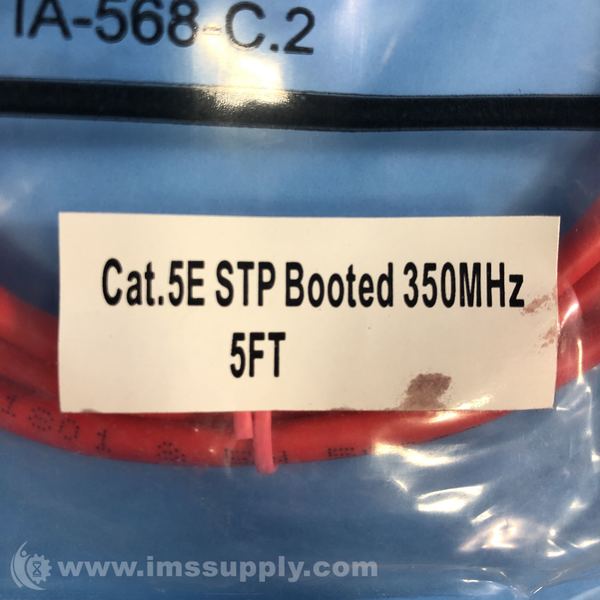 IA-568-C.2
Cat.5E STP Booted 350MHz
5FT
www.imssupply.com